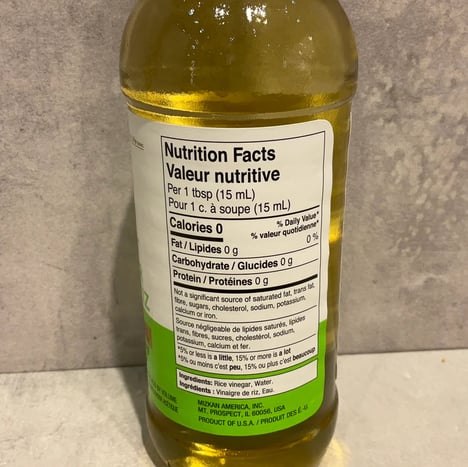 Nutrition Facts
Valeur nutritive
Per 1 tbsp (15 mL)
Pour 1 c. à soupe (15 mL)
Calories 0
% Daily Value*
% valeur quotidienne*
Fat / Lipides 0 g 0 %
Carbohydrate / Glucides 0 g
Protein / Protéines 0 g
Not a significant source of saturated fat, trans fat,
fibre, sugars, cholesterol, sodium, potassium,
calcium or iron.
Source négligeable de lipides saturés, lipides
trans, fibres, sucres, cholestérol, sodium,
potassium, calcium et fer.
*5% or less is a little, 15% or more is a lot
*5% ou moins c'est peu, 15% ou plus c'est beaucoup
Ingredients: Rice vinegar, Water.
Ingrédients : Vinaigre de riz, Eau.
MIZKAN AMERICA, INC.
MT. PROSPECT, IL 60056, USA
PRODUCT OF U.S.A. / PRODUIT DES É.-U.